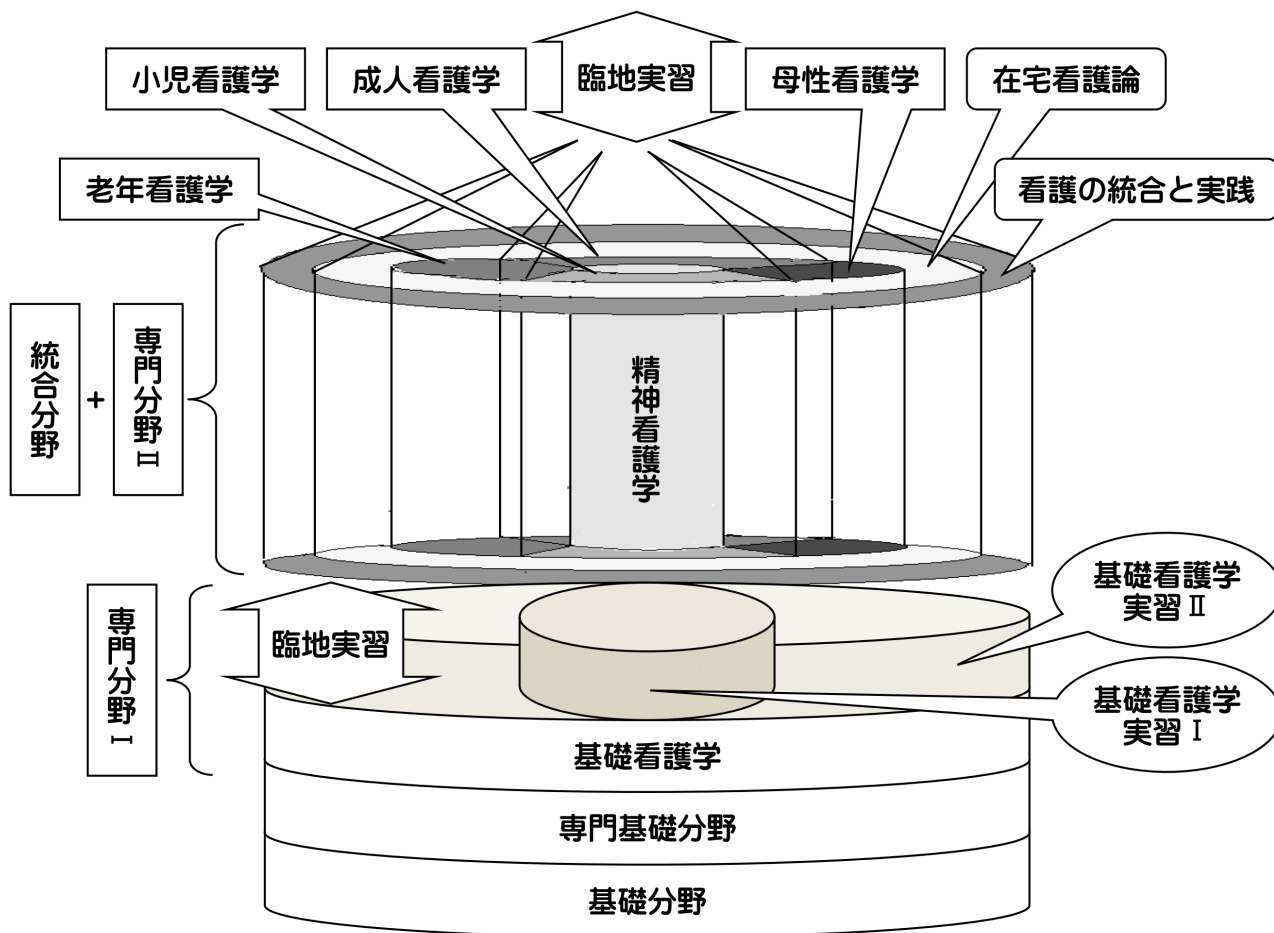 臨地実習
小児看護学
成人看護学
母性看護学
在宅看護論
老年看護学
看護の統合と実践
統合分野
+
専門分野Ⅱ
精神看護学
専門分野Ⅰ
臨地実習
基礎看護学
実習Ⅱ
基礎看護学
実習Ⅰ
基礎看護学
専門基礎分野
基礎分野